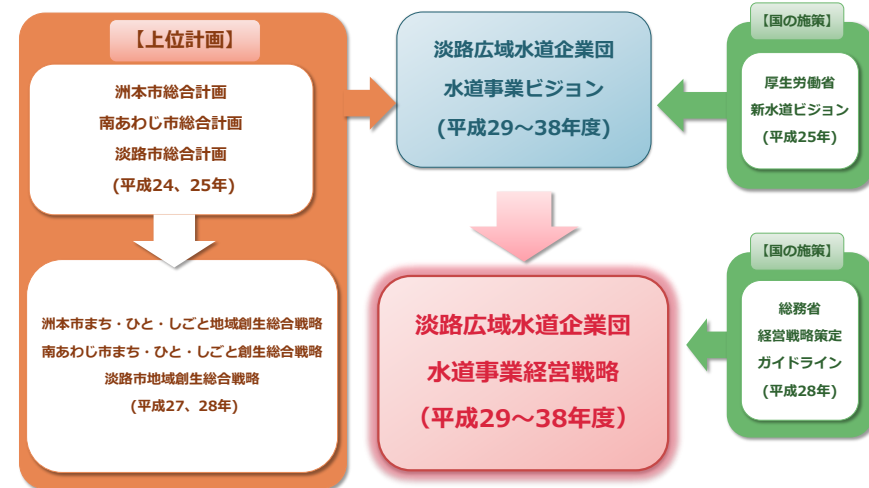 【上位計画】
洲本市総合計画
南あわじ市総合計画
淡路市総合計画
(平成24、25年)
洲本市まち・ひと・しごと地域創生総合戦略
南あわじ市まち・ひと・しごと創生総合戦略
淡路市地域創生総合戦略
(平成27、28年)
淡路広域水道企業団
水道事業ビジョン
(平成29～38年度)
淡路広域水道企業団
水道事業経営戦略
（平成29～38年度）
【国の施策】
厚生労働省
新水道ビジョン
(平成25年)
【国の施策】
総務省
経営戦略策定
ガイドライン
(平成28年)